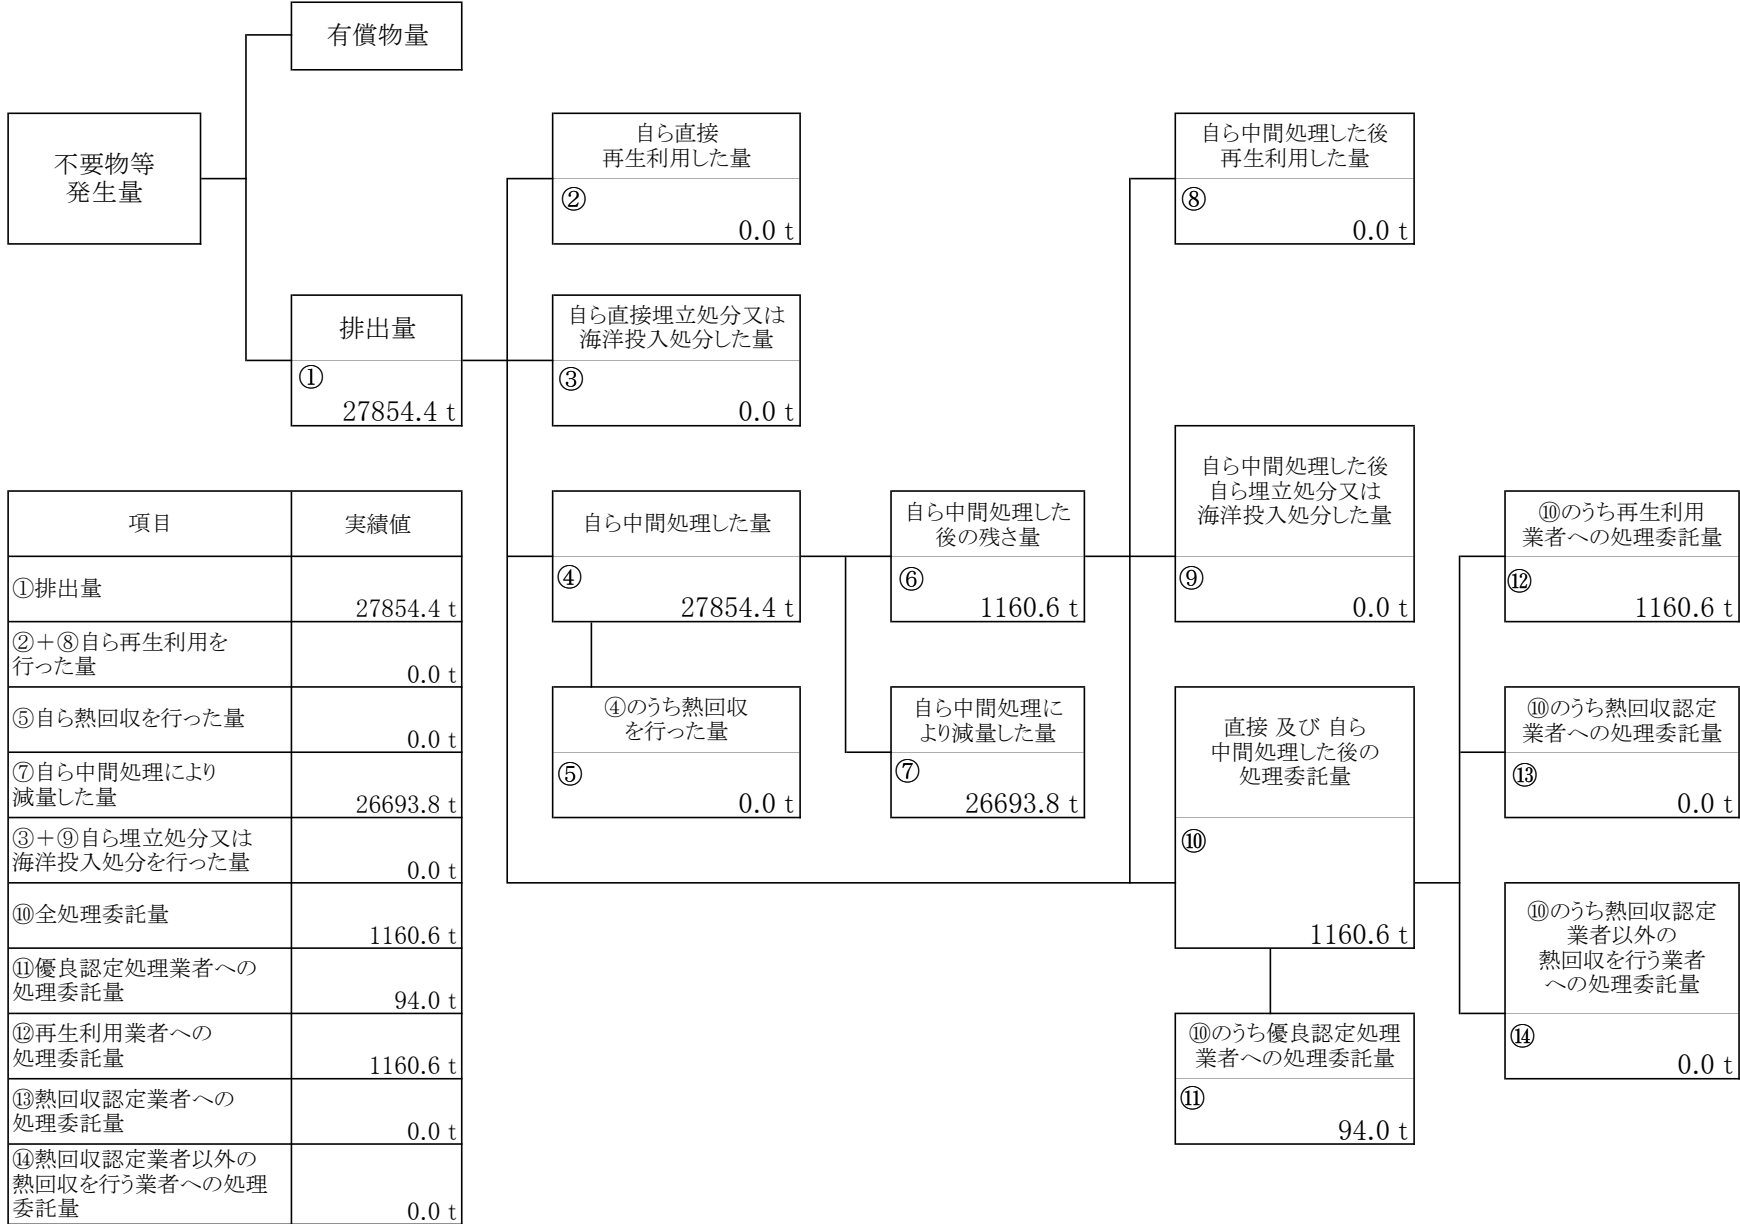 有償物量
不要物等
発生量
自ら直接
再生利用した量
②
0.0 t
自ら中間処理した後
再生利用した量
⑧
0.0 t
排出量
①
27854.4 t
自ら直接埋立処分又は
海洋投入処分した量
③
0.0 t
自ら中間処理した量
④
27854.4 t
自ら中間処理した
後の残さ量
⑥
1160.6 t
自ら中間処理した後
自ら埋立処分又は
海洋投入処分した量
⑨
0.0 t
⑩のうち再生利用
業者への処理委託量
⑫
1160.6 t
④のうち熱回収
を行った量
⑤
0.0 t
自ら中間処理に
より減量した量
⑦
26693.8 t
直接 及び 自ら
中間処理した後の
処理委託量
⑩
1160.6 t
⑩のうち熱回収認定
業者への処理委託量
⑬
0.0 t
⑩のうち熱回収認定
業者以外の
熱回収を行う業者
への処理委託量
⑭
0.0 t
⑩のうち優良認定処理
業者への処理委託量
⑪
94.0 t
項目 実績値
①排出量
27854.4 t
②＋⑧自ら再生利用を
行った量
0.0 t
⑤自ら熱回収を行った量
0.0 t
⑦自ら中間処理により
減量した量
26693.8 t
③＋⑨自ら埋立処分又は
海洋投入処分を行った量
0.0 t
⑩全処理委託量
1160.6 t
⑪優良認定処理業者への
処理委託量
94.0 t
⑫再生利用業者への
処理委託量
1160.6 t
⑬熱回収認定業者への
処理委託量
0.0 t
⑭熱回収認定業者以外の
熱回収を行う業者への処理
委託量
0.0 t